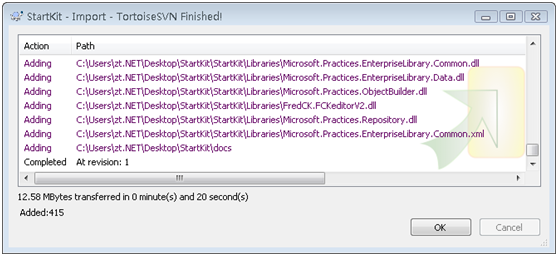 StartKit - Import - TortoiseSVN Finished!
Action Path
Adding C:\Users\zt.NET\Desktop\StartKit\StartKit\Libraries\Microsoft.Practices.EnterpriseLibrary.Common.dll
Adding C:\Users\zt.NET\Desktop\StartKit\StartKit\Libraries\Microsoft.Practices.EnterpriseLibrary.Data.dll
Adding C:\Users\zt.NET\Desktop\StartKit\StartKit\Libraries\Microsoft.Practices.ObjectBuilder.dll
Adding C:\Users\zt.NET\Desktop\StartKit\StartKit\Libraries\FredCK.FCKeditorV2.dll
Adding C:\Users\zt.NET\Desktop\StartKit\StartKit\Libraries\Microsoft.Practices.Repository.dll
Adding C:\Users\zt.NET\Desktop\StartKit\StartKit\Libraries\Microsoft.Practices.EnterpriseLibrary.Common.xml
Adding C:\Users\zt.NET\Desktop\StartKit\docs
Completed At revision: 1
12.58 MBytes transferred in 0 minute(s) and 20 second(s)
Added:415
OK Cancel